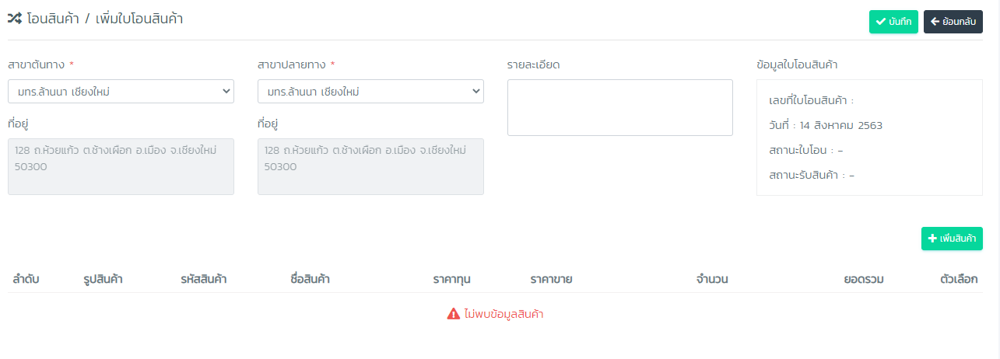 โอนสินค้า / เพิ่มใบโอนสินค้า
บันทึก
ย้อนกลับ
สาขาต้นทาง *
สาขาปลายทาง *
รายละเอียด
ข้อมูลใบโอนสินค้า
มทร.ล้านนา เชียงใหม่
มทร.ล้านนา เชียงใหม่
ที่อยู่
ที่อยู่
128 ถ.ห้วยแก้ว ต.ช้างเผือก อ.เมือง จ.เชียงใหม่
50300
128 ถ.ห้วยแก้ว ต.ช้างเผือก อ.เมือง จ.เชียงใหม่
50300
เลขที่ใบโอนสินค้า :
วันที่ : 14 สิงหาคม 2563
สถานะใบโอน : -
สถานะรับสินค้า : -
เพิ่มสินค้า
ลำดับ รูปสินค้า รหัสสินค้า ชื่อสินค้า ราคาทุน ราคาขาย จำนวน ยอดรวม ตัวเลือก
ไม่พบข้อมูลสินค้า